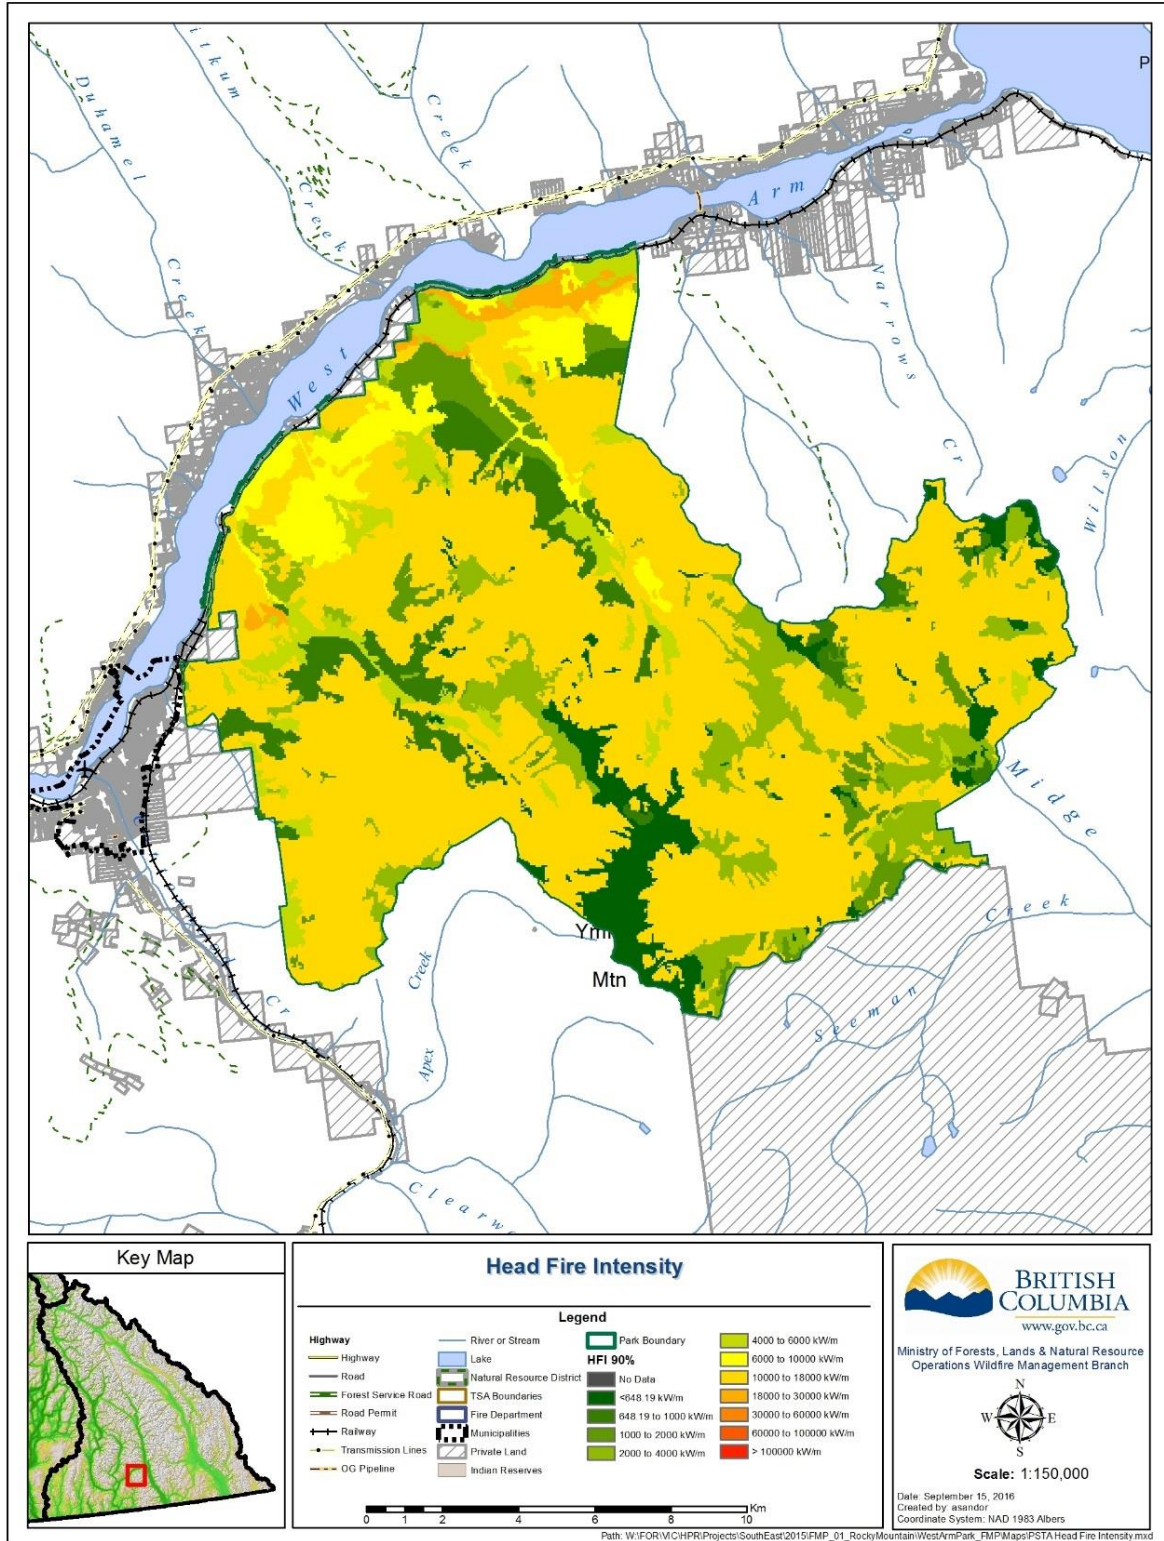 P
Duhamel
Creek
itkum
Creek
Creek
West
Arm
Narrows
Cr
Wilson
Midge
Creek
Seeman
Ymi
Mtn
Apex
Creek
Cr
Clearw
Key Map
Head Fire Intensity
Legend
Highway
Highway
Road
Forest Service Road
Road Permit
Railway
Transmission Lines
OG Pipeline
River or Stream
Lake
Natural Resource District
TSA Boundaries
Fire Department
Municipalities
Private Land
Indian Reserves
Park Boundary
HFI 90%
No Data
<648.19 kW/m
648.19 to 1000 kW/m
1000 to 2000 kW/m
2000 to 4000 kW/m
4000 to 6000 kW/m
6000 to 10000 kW/m
10000 to 18000 kW/m
18000 to 30000 kW/m
30000 to 60000 kW/m
60000 to 100000 kW/m
> 100000 kW/m
0 1 2 4 6 8 10
Km
BRITISH
COLUMBIA
www.gov.bc.ca
Ministry of Forests, Lands & Natural Resource
Operations Wildfire Management Branch
N
W E
S
Scale: 1:150,000
Date: September 15, 2016
Created by: asandor
Coordinate System: NAD 1983 Albers
Path: W:\FOR\VIC\HPR\Projects\SouthEast\2015\FMP_01_RockyMountain\WestArmPark_FMP\Maps\PSTA Head Fire Intensity.mxd